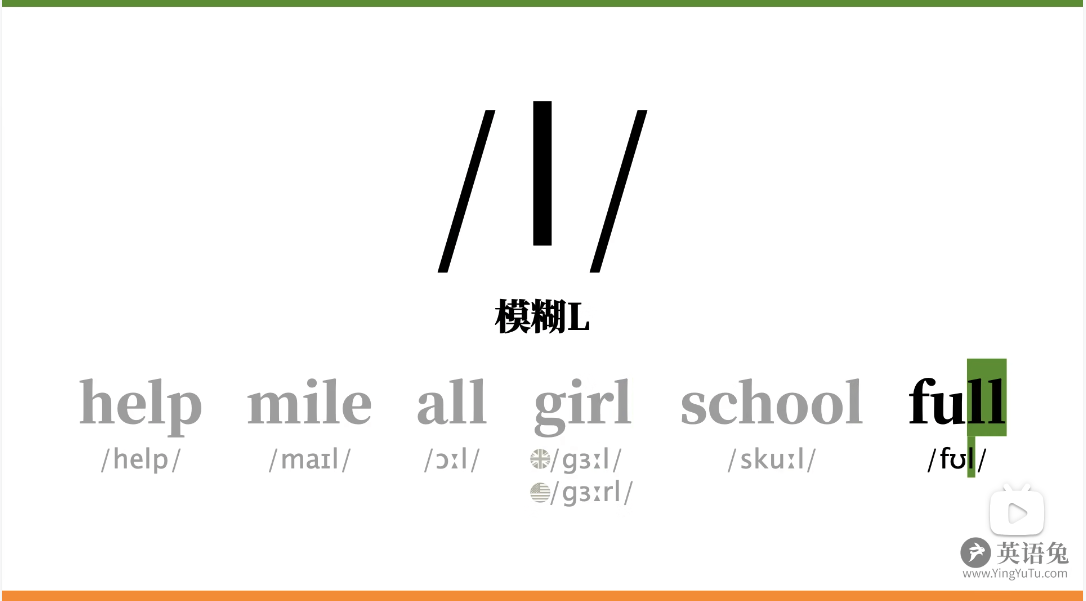 /l/
模糊L
help mile all girl school full
/help/ /maɪl/ /ɔːl/ /gɜːl/ /skuːl/ /fʊl/
/gɜːrl/
英语兔
www.YingYuTu.com